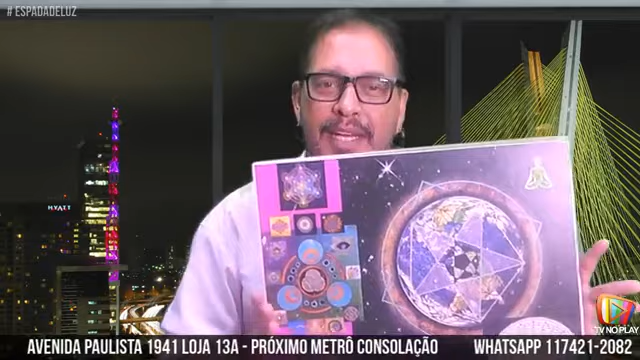 # ESPADADELUZ
HYATT
TV NO PLAY
AVENIDA PAULISTA 1941 LOJA 13A - PRÓXIMO METRÔ CONSOLAÇÃO WHATSAPP 117421-2082